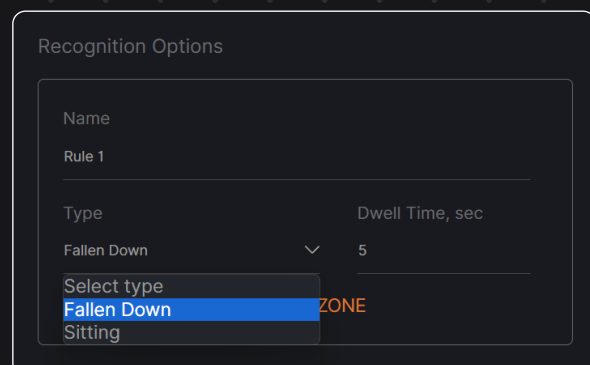 Recognition Options
Name
Rule 1
Type
Dwell Time, sec
Fallen Down
5
Select type
Fallen Down
ZONE
Sitting